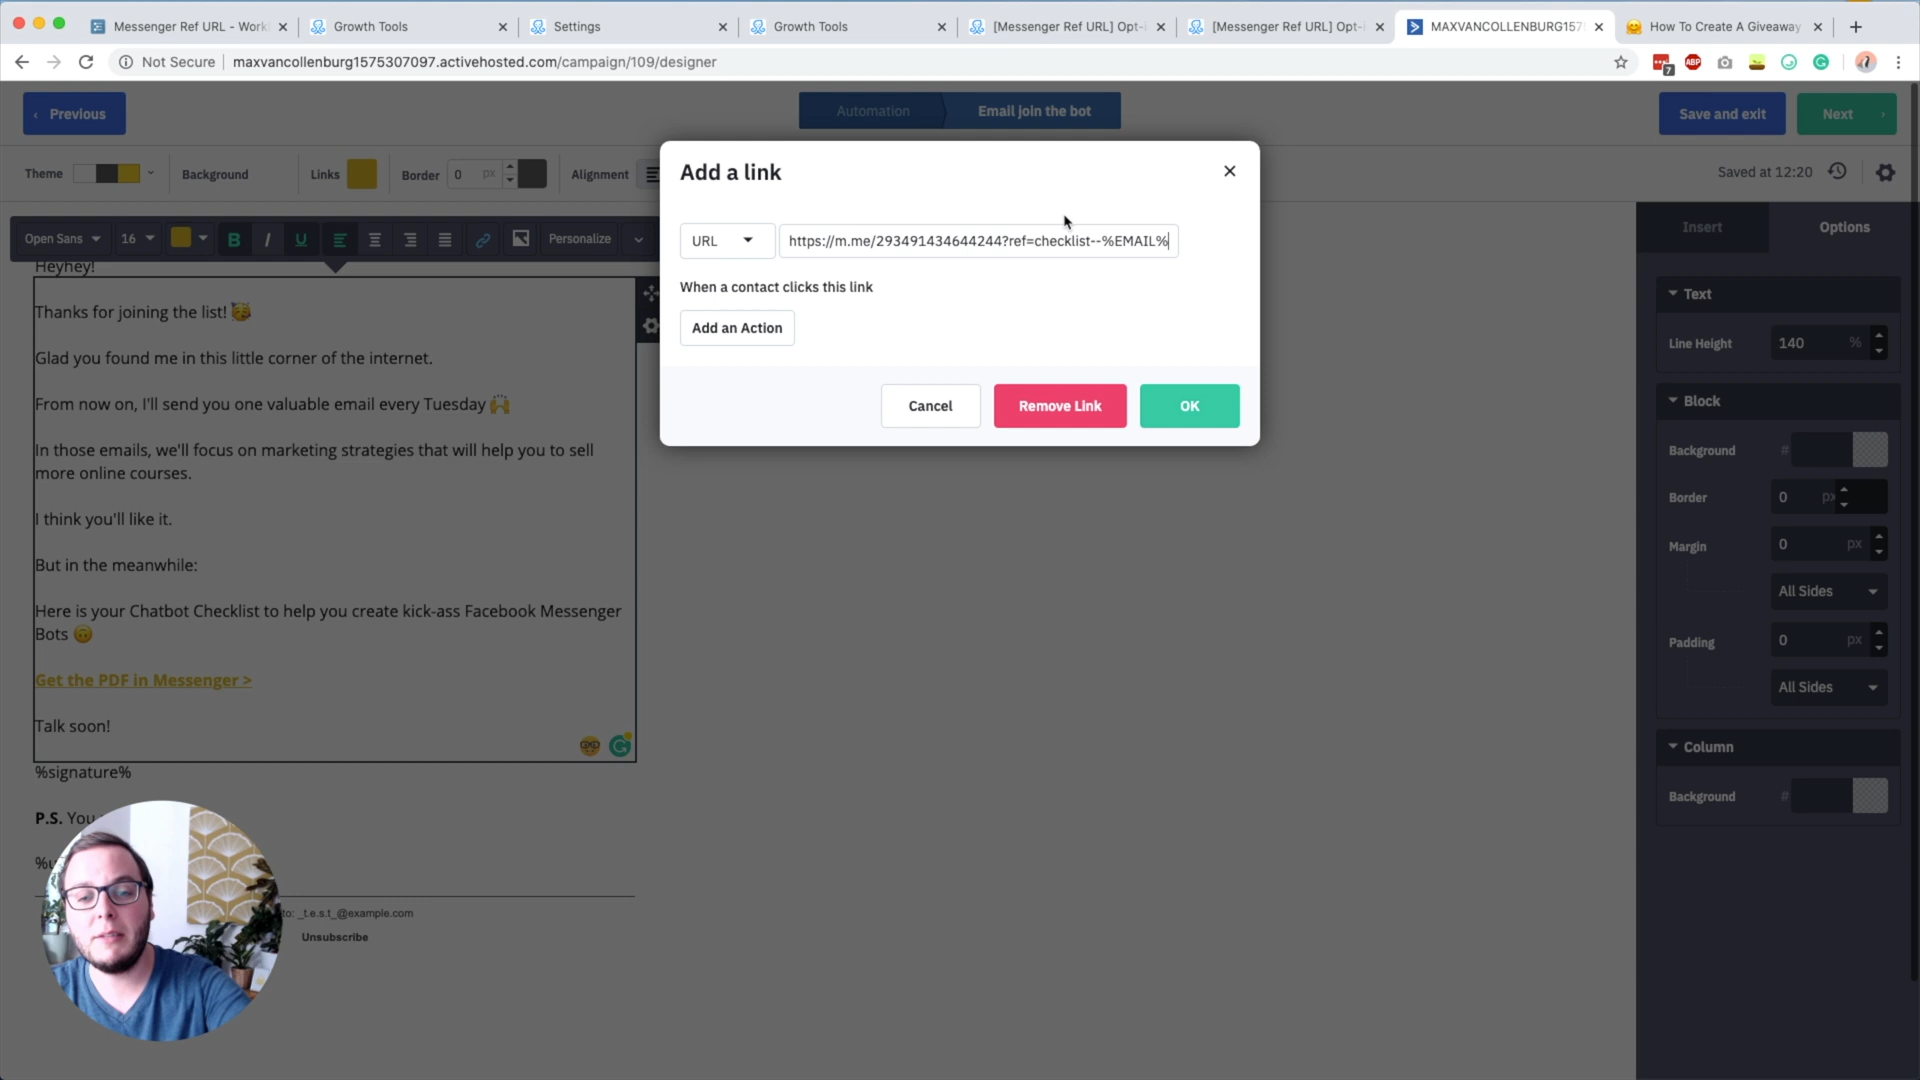 Messenger Ref URL - Work
Growth Tools
Settings
Growth Tools
[Messenger Ref URL] Opt-
[Messenger Ref URL] Opt-
MAXVANCOLLENBURG157
How To Create A Giveaway
Not Secure
maxvancollenburg1575307097.activehosted.com/campaign/109/designer
7
ABP
Previous
Automation
Email join the bot
Save and exit
Next
Theme
Background
Links
Border
0
px
Alignment
Saved at 12:20
Open Sans
16
B
I
U
Personalize
Add a link
URL
https://m.me/293491434644244?ref=checklist--%EMAIL%
When a contact clicks this link
Add an Action
Cancel
Remove Link
OK
Heyhey!
Thanks for joining the list!
Glad you found me in this little corner of the internet.
From now on, I'll send you one valuable email every Tuesday
In those emails, we'll focus on marketing strategies that will help you to sell
more online courses.
I think you'll like it.
But in the meanwhile:
Here is your Chatbot Checklist to help you create kick-ass Facebook Messenger
Bots
Get the PDF in Messenger >
Talk soon!
%signature%
P.S. You
to: _t.e.s.t_@example.com
Unsubscribe
Insert
Options
Text
Line Height
140
%
Block
Background
#
Border
0
px
Margin
0
px
All Sides
Padding
0
px
All Sides
Column
Background
#